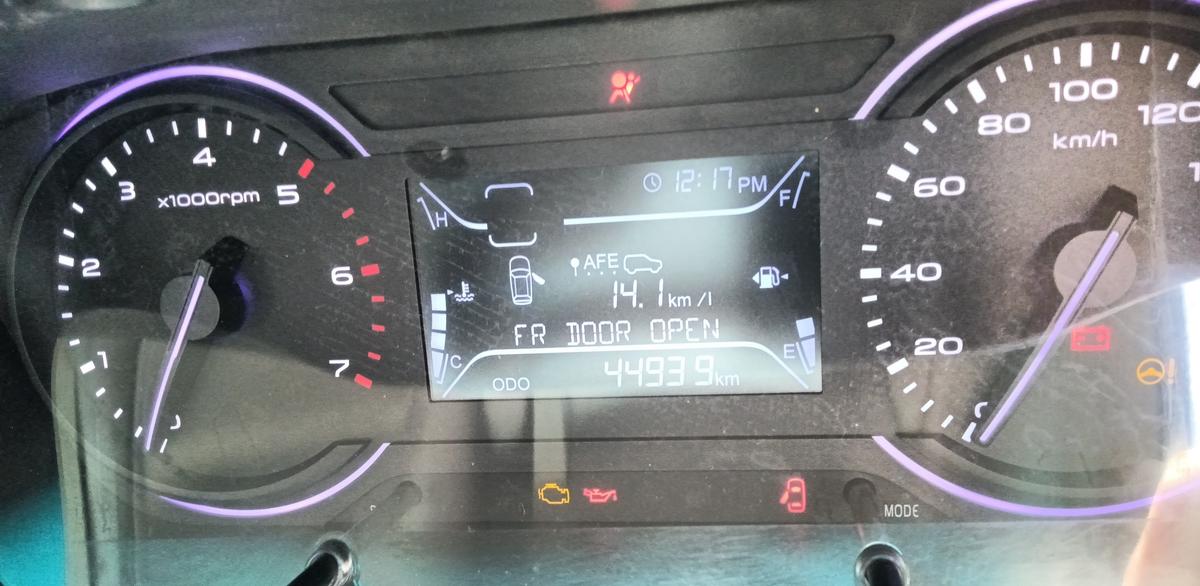 x1000rpm
1
2
3
4
5
6
7
12:17 PM
H
F
AFE
14.1 km /l
FR DOOR OPEN
C
E
ODO 44939 km
20
40
60
80
100
120
km/h
MODE